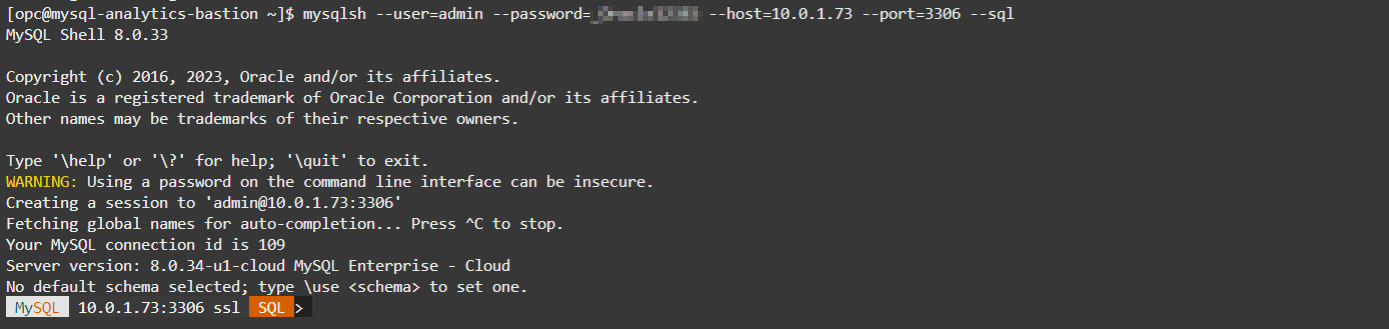 [opc@mysql-analytics-bastion ~]$ mysqlsh --user=admin --password= --host=10.0.1.73 --port=3306 --sql
MySQL Shell 8.0.33
Copyright (c) 2016, 2023, Oracle and/or its affiliates.
Oracle is a registered trademark of Oracle Corporation and/or its affiliates.
Other names may be trademarks of their respective owners.
Type '\help' or '\?' for help; '\quit' to exit.
WARNING: Using a password on the command line interface can be insecure.
Creating a session to 'admin@10.0.1.73:3306'
Fetching global names for auto-completion... Press ^C to stop.
Your MySQL connection id is 109
Server version: 8.0.34-u1-cloud MySQL Enterprise - Cloud
No default schema selected; type \use <schema> to set one.
MySQL 10.0.1.73:3306 ssl SQL >